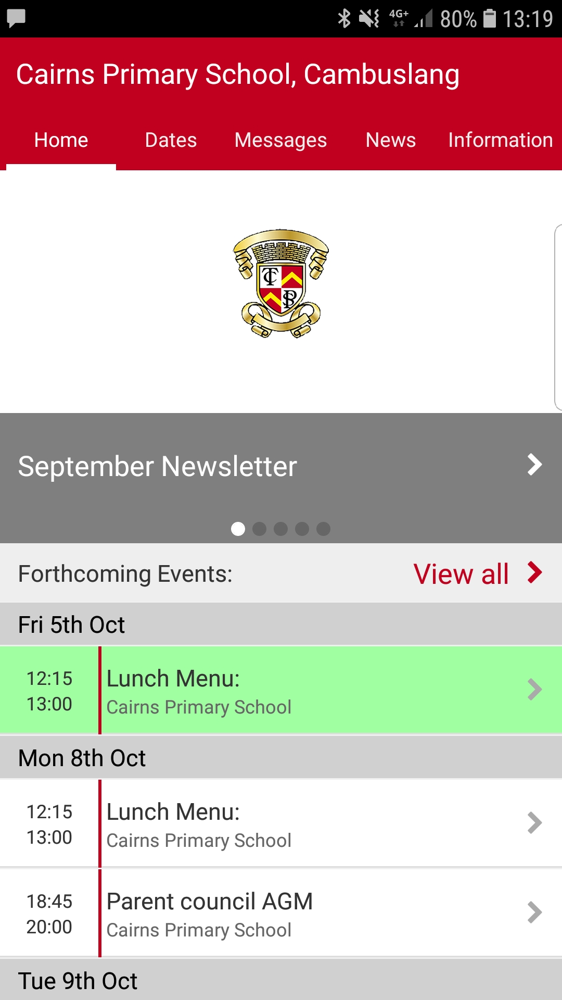 4G+ 80% 13:19
Cairns Primary School, Cambuslang
Home Dates Messages News Information
TC
PS
September Newsletter
Forthcoming Events: View all
Fri 5th Oct
12:15 Lunch Menu:
13:00 Cairns Primary School
Mon 8th Oct
12:15 Lunch Menu:
13:00 Cairns Primary School
18:45 Parent council AGM
20:00 Cairns Primary School
Tue 9th Oct